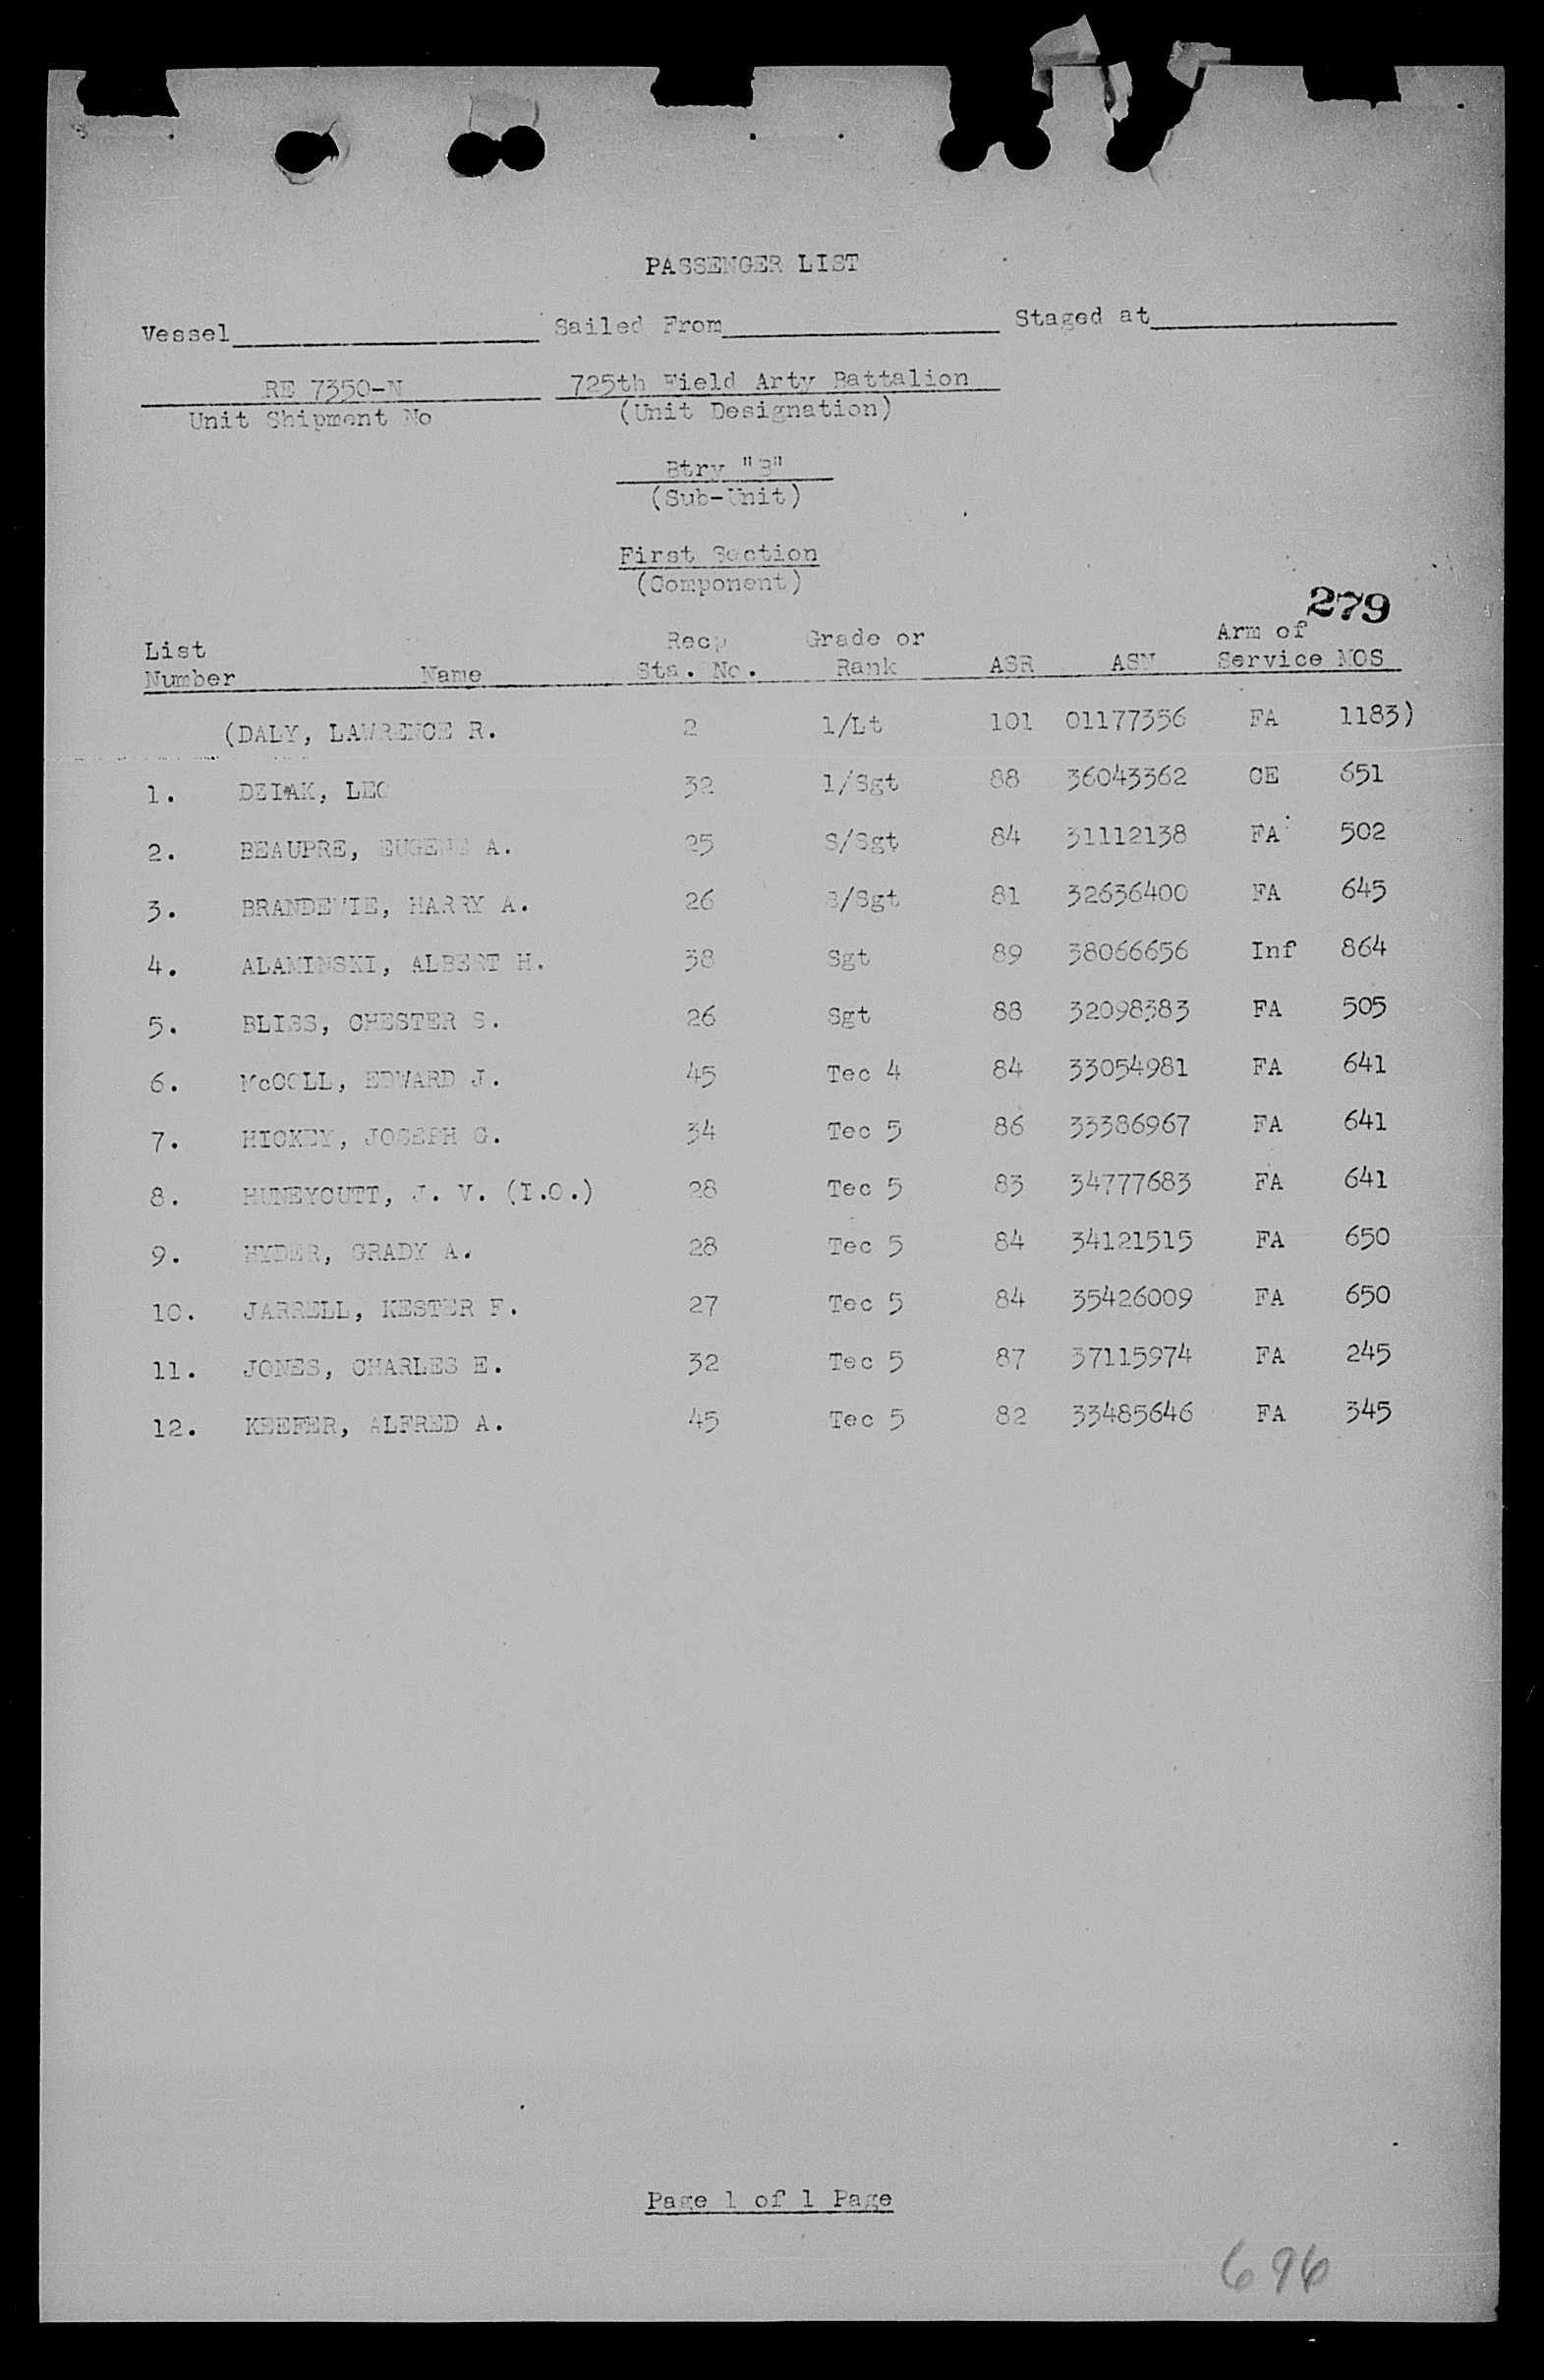 PASSENGER LIST
Vessel Sailed From Staged at
RE 7350-N 725th Field Arty Battalion
Unit Shipment No (Unit Designation)
Btry "B"
(Sub-Unit)
First Section
(Component)
279
List Recp Grade or Arm of
Number Name Sta. No. Rank ASR ASN Service MOS
(DALY, LAWRENCE R. 2 1/Lt 101 01177356 FA 1183)
1. DZIAK, LEO 32 1/Sgt 88 36043362 CE 651
2. BEAUPRE, EUGENE A. 25 S/Sgt 84 31112138 FA 502
3. BRANDEWIE, HARRY A. 26 S/Sgt 81 32636400 FA 645
4. ALAMINSKI, ALBERT H. 38 Sgt 89 38066656 Inf 864
5. BLISS, CHESTER S. 26 Sgt 88 32098383 FA 505
6. McCOLL, EDWARD J. 45 Tec 4 84 33054981 FA 641
7. HICKEY, JOSEPH G. 34 Tec 5 86 33386967 FA 641
8. HUNEYCUTT, J. V. (I.O.) 28 Tec 5 83 34777683 FA 641
9. HYDER, GRADY A. 28 Tec 5 84 34121515 FA 650
10. JARRELL, KESTER F. 27 Tec 5 84 35426009 FA 650
11. JONES, CHARLES E. 32 Tec 5 87 37115974 FA 245
12. KEEFER, ALFRED A. 45 Tec 5 82 33485646 FA 345
Page 1 of 1 Page
696